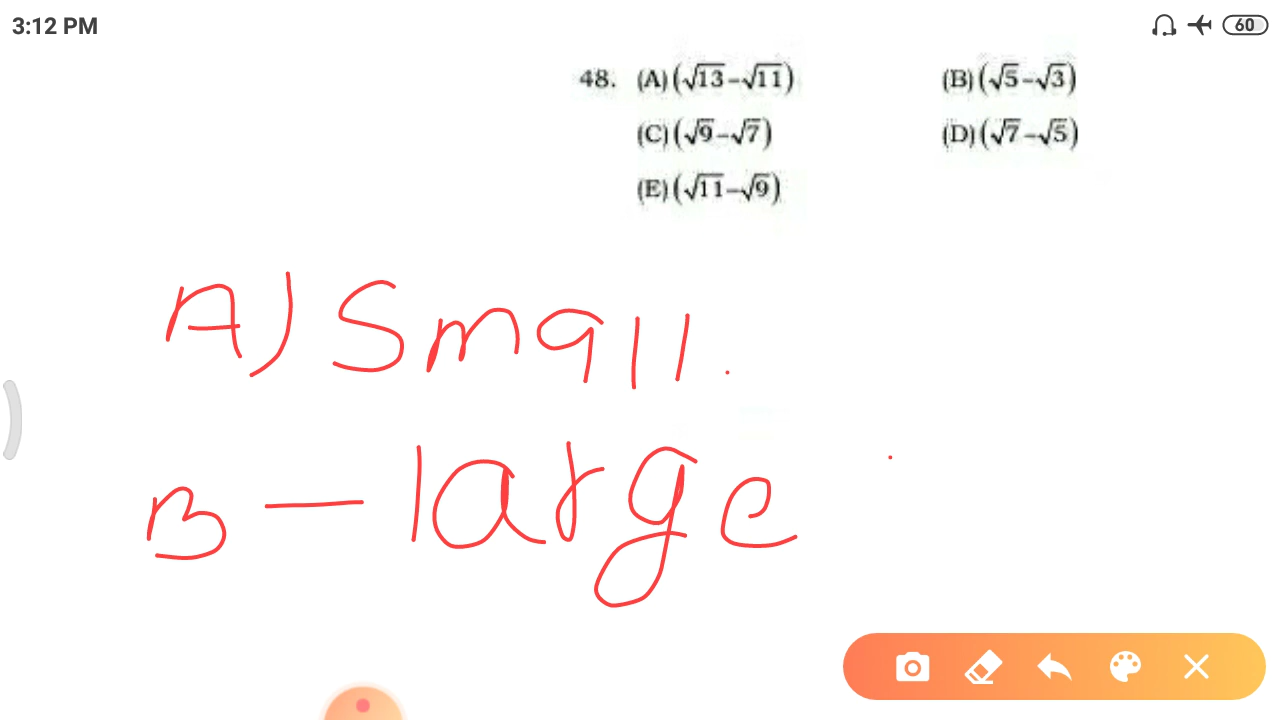 3:12 PM
60
48. (A) (√13–√11) (B) (√5–√3)
(C) (√9–√7) (D) (√7–√5)
(E) (√11–√9)
A) Small.
B – large